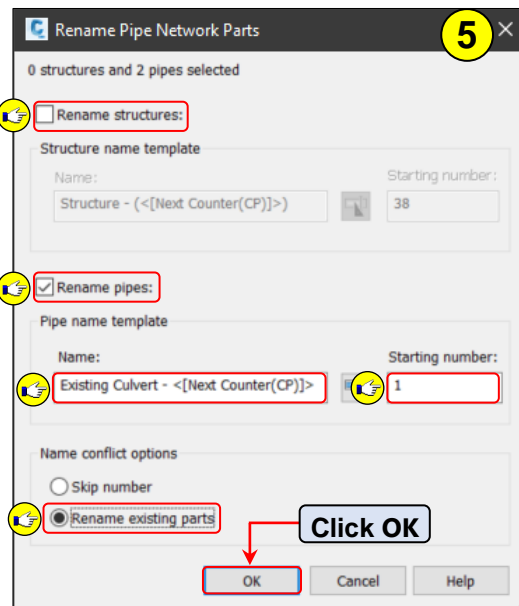 Rename Pipe Network Parts
5
0 structures and 2 pipes selected
Rename structures:
Structure name template
Name:
Starting number:
Structure - (<[Next Counter(CP)]>)
38
Rename pipes:
Pipe name template
Name:
Starting number:
Existing Culvert - <[Next Counter(CP)]>
1
Name conflict options
Skip number
Rename existing parts
Click OK
OK
Cancel
Help